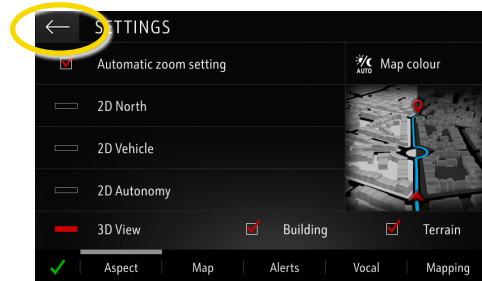 SETTINGS
Automatic zoom setting
AUTO Map colour
2D North
2D Vehicle
2D Autonomy
3D View Building Terrain
Aspect Map Alerts Vocal Mapping